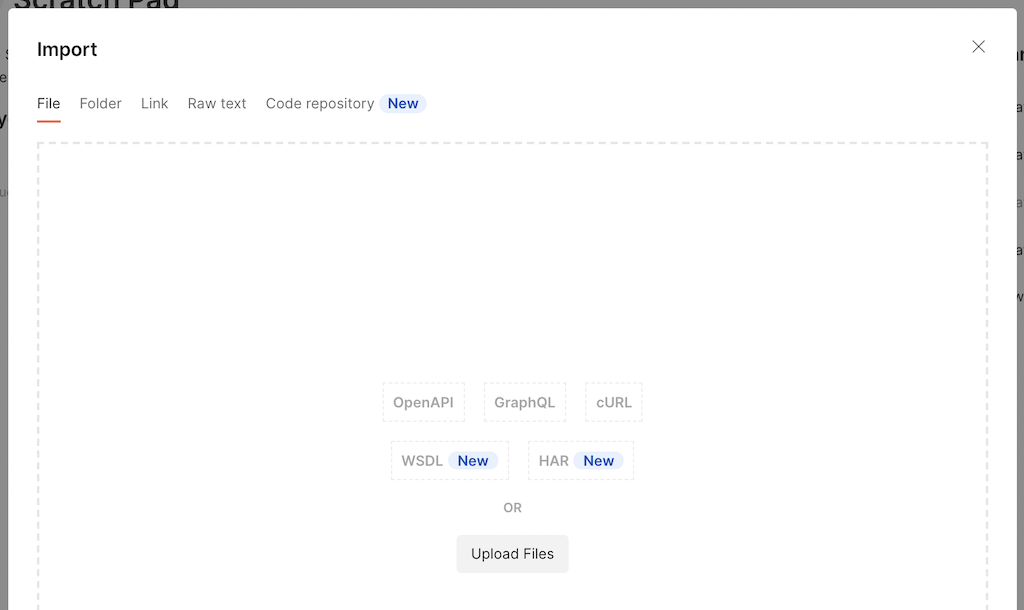 Scratch Pad
Import
File Folder Link Raw text Code repository New
OpenAPI GraphQL cURL
WSDL New HAR New
OR
Upload Files